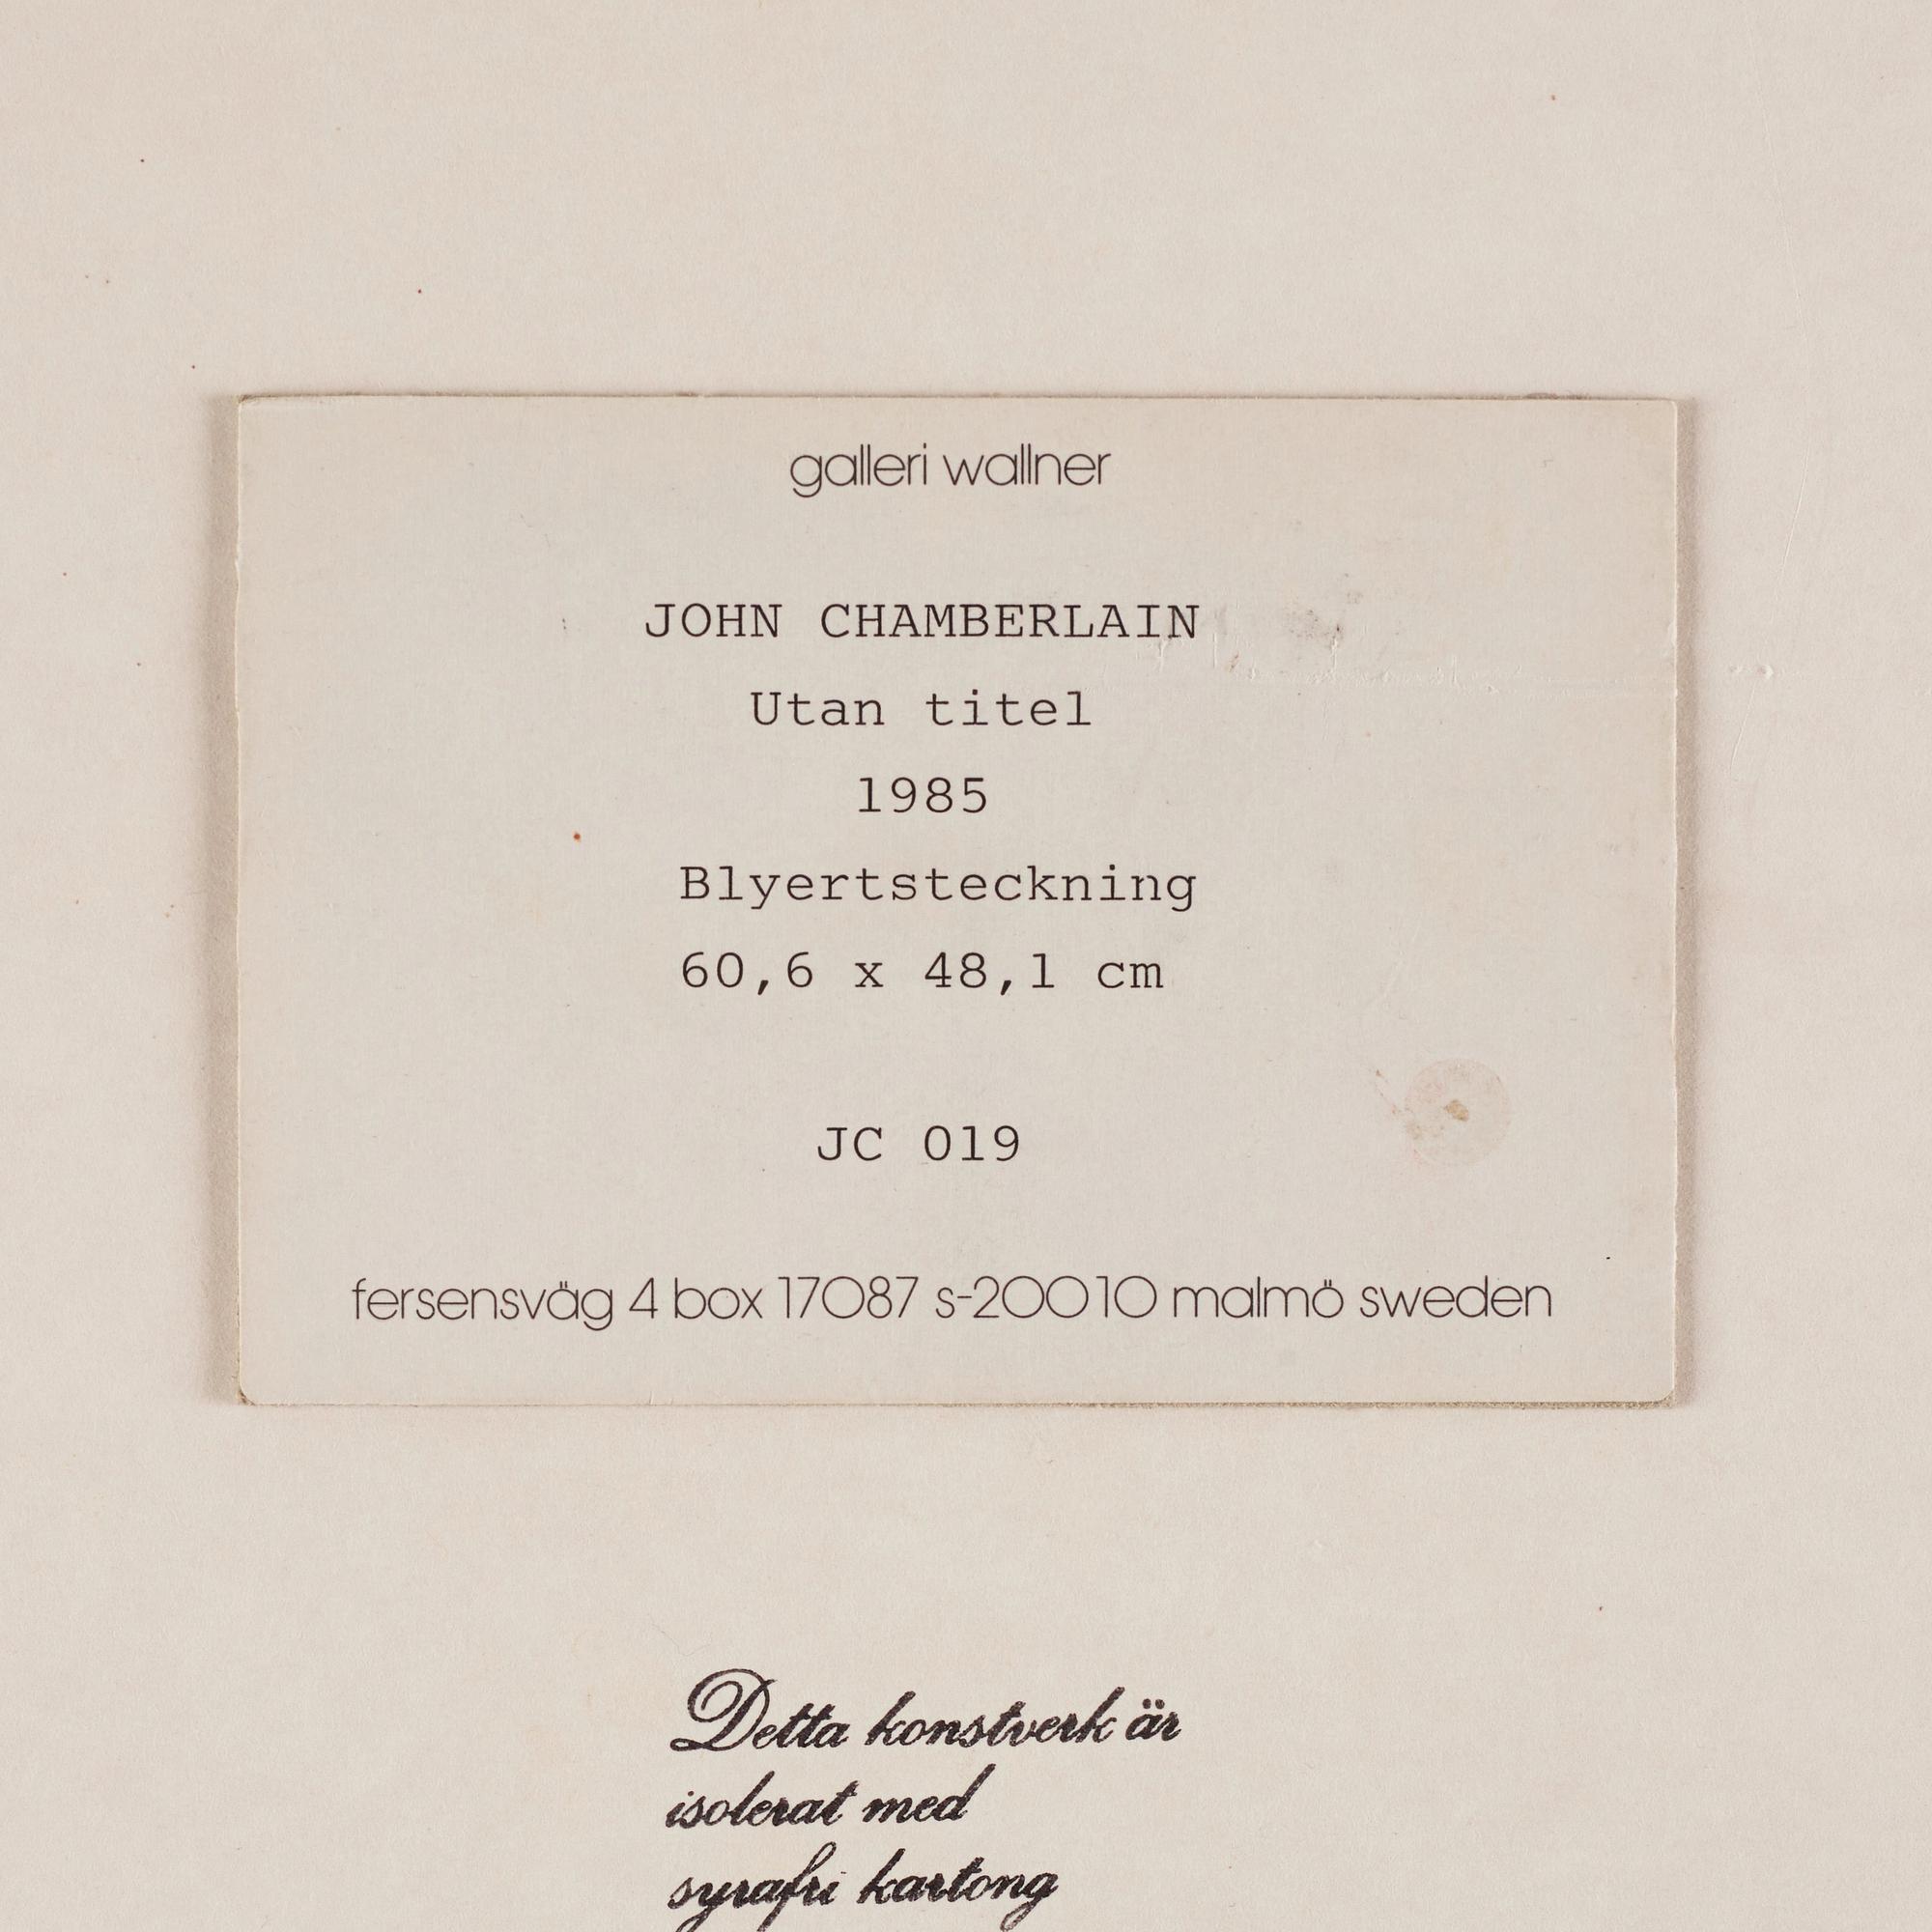 galleri wallner
JOHN CHAMBERLAIN
Utan titel
1985
Blyertsteckning
60,6 x 48,1 cm
JC 019
fersensväg 4 box 17087 s-20010 malmö sweden
Detta konstverk är
isolerat med
syrafri kartong